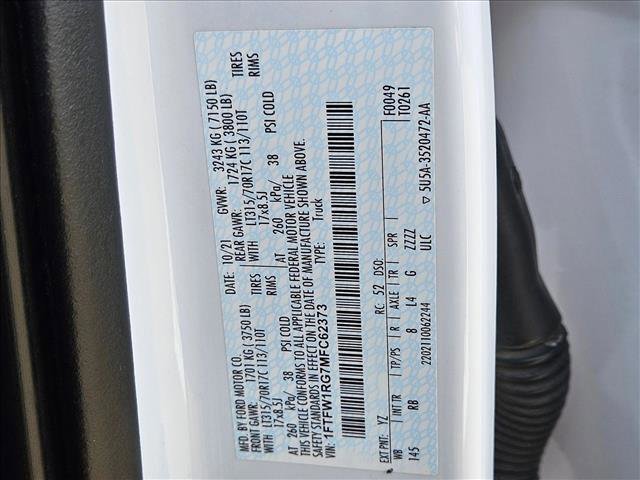 MFD. BY FORD MOTOR CO.
DATE: 10/21 GVWR: 3243 KG ( 7150 LB)
FRONT GAWR: 1701KG ( 3750 LB) REAR GAWR: 1724 KG ( 3800 LB)
LT315/70R17C 113/110T TIRES WITH LT315/70R17C 113/110T TIRES
17x8.5J RIMS 17x8.5J RIMS
AT 260 kPa/ 38 PSI COLD AT 260 kPa/ 38 PSI COLD
THIS VEHICLE CONFORMS TO ALL APPLICABLE FEDERAL MOTOR VEHICLE
SAFETY STANDARDS IN EFFECT ON THE DATE OF MANUFACTURE SHOWN ABOVE.
VIN: 1FTFW1RG7MFC62373 TYPE: Truck
F0049
T0261
EXT PNT: YZ RC: 52 DSO:
WB INT TR TP/PS R AXLE TR SPR
145 RB 8 L4 G ZZZZ
2202110062244 ULC
5U5A-3520472-AA